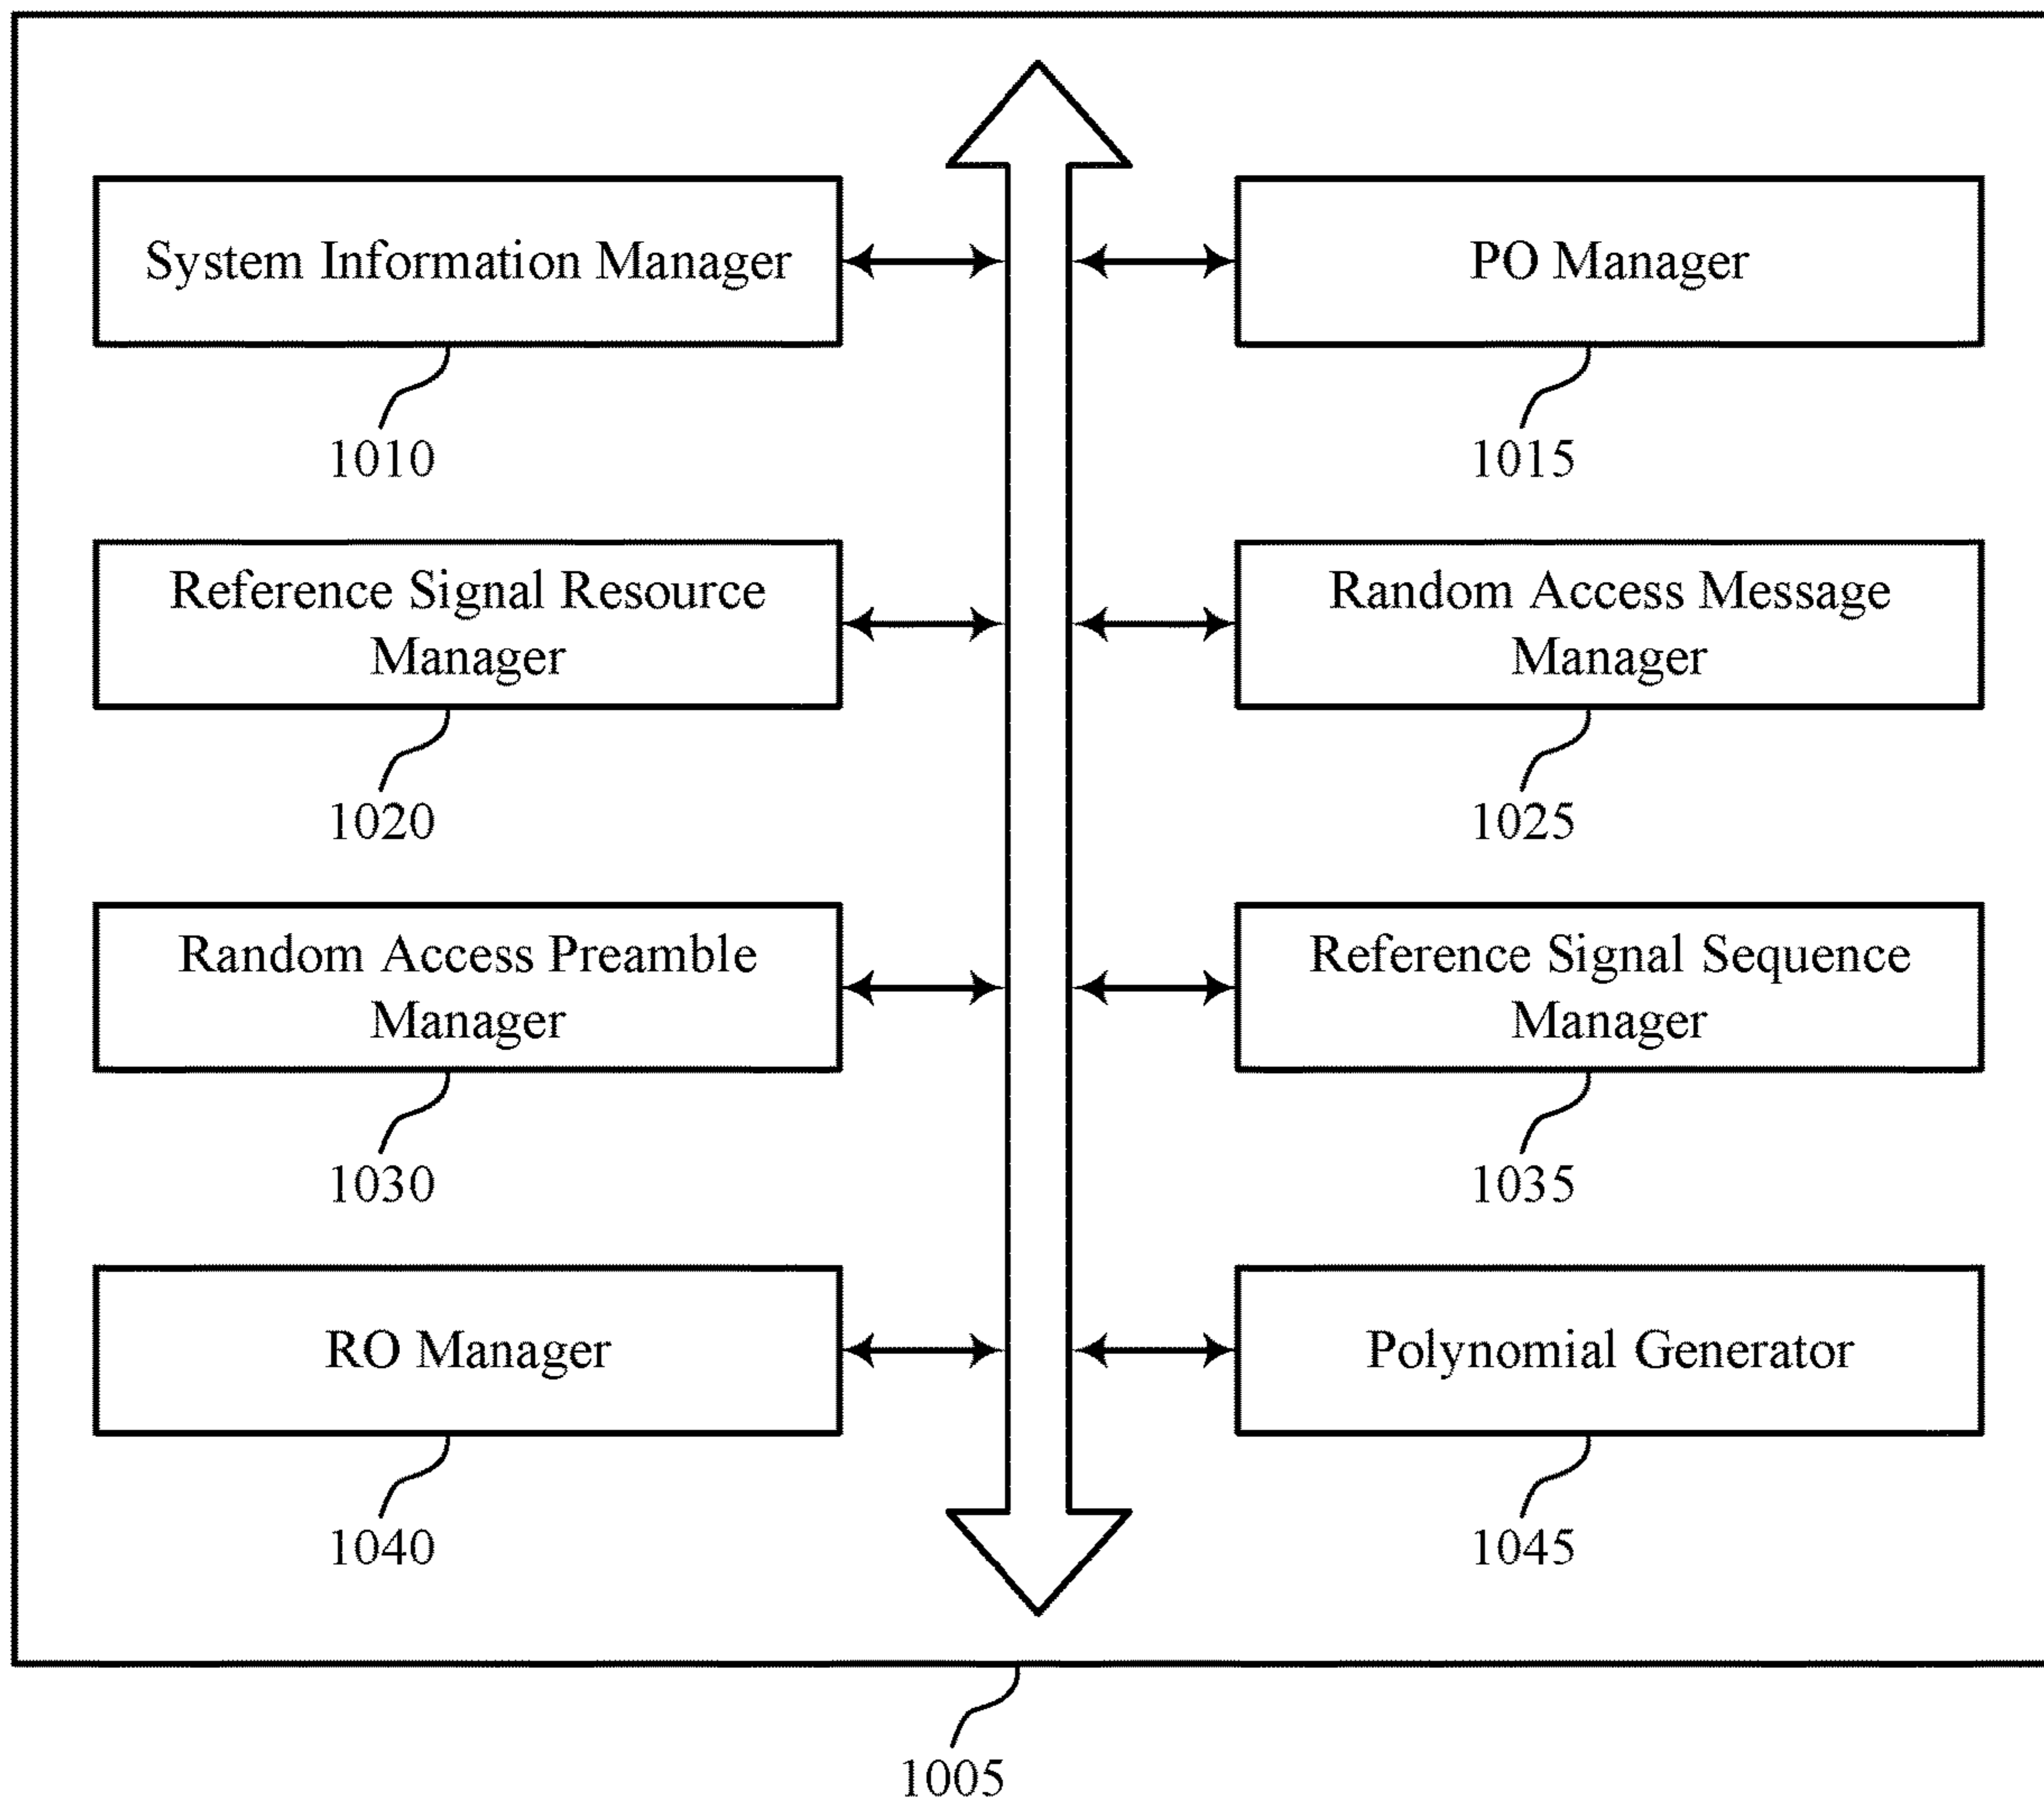 System Information Manager
1010
PO Manager
1015
Reference Signal Resource
Manager
1020
Random Access Message
Manager
1025
Random Access Preamble
Manager
1030
Reference Signal Sequence
Manager
1035
RO Manager
1040
Polynomial Generator
1045
1005